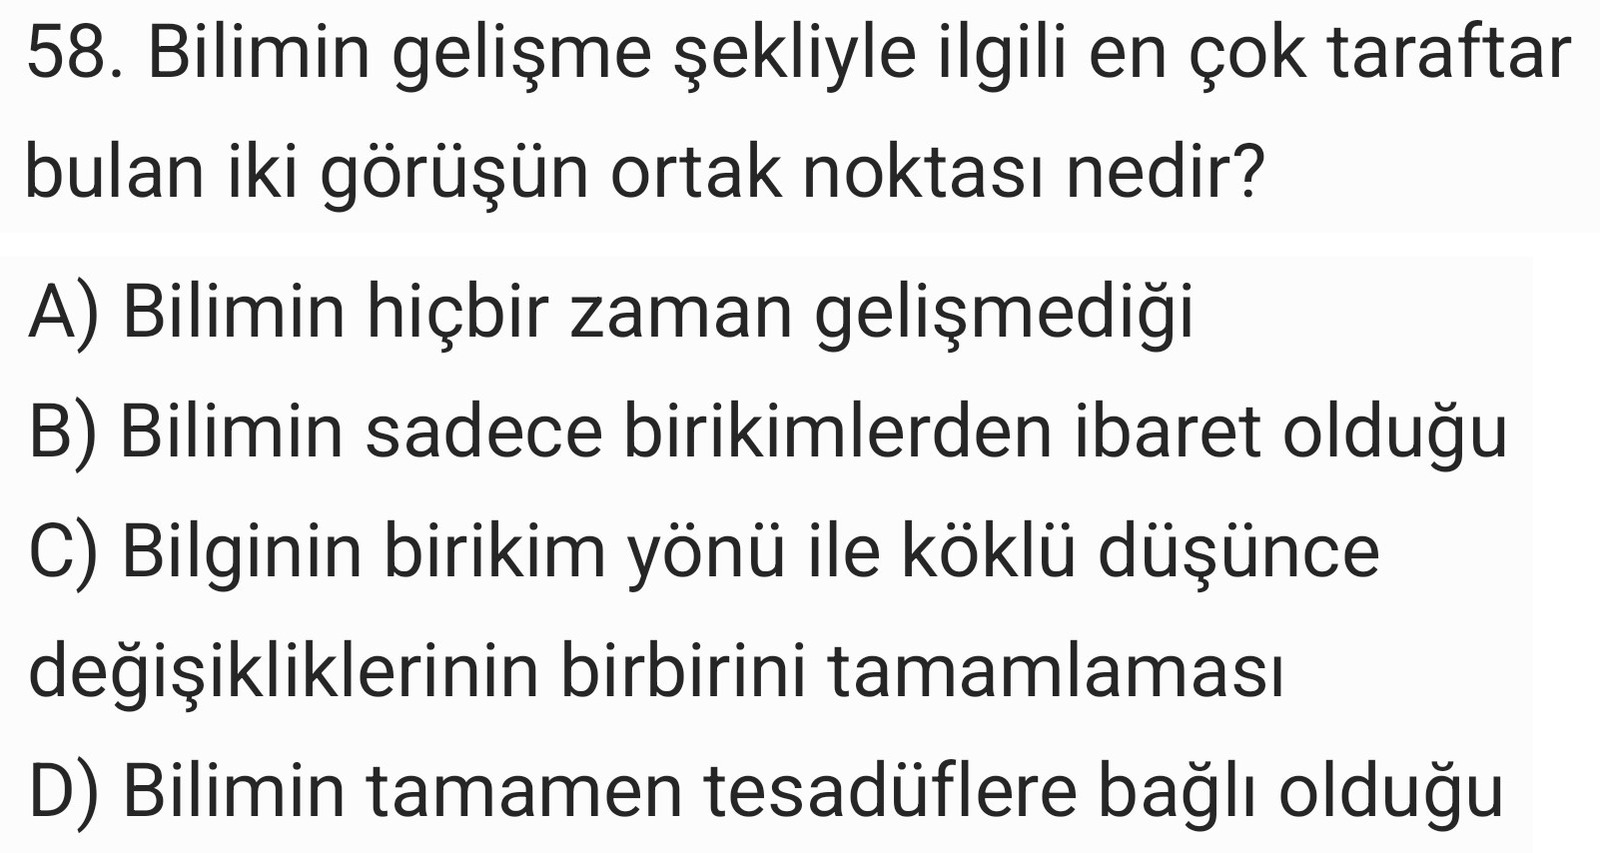 58. Bilimin gelişme şekliyle ilgili en çok taraftar
bulan iki görüşün ortak noktası nedir?
A) Bilimin hiçbir zaman gelişmediği
B) Bilimin sadece birikimlerden ibaret olduğu
C) Bilginin birikim yönü ile köklü düşünce
değişikliklerinin birbirini tamamlaması
D) Bilimin tamamen tesadüflere bağlı olduğu